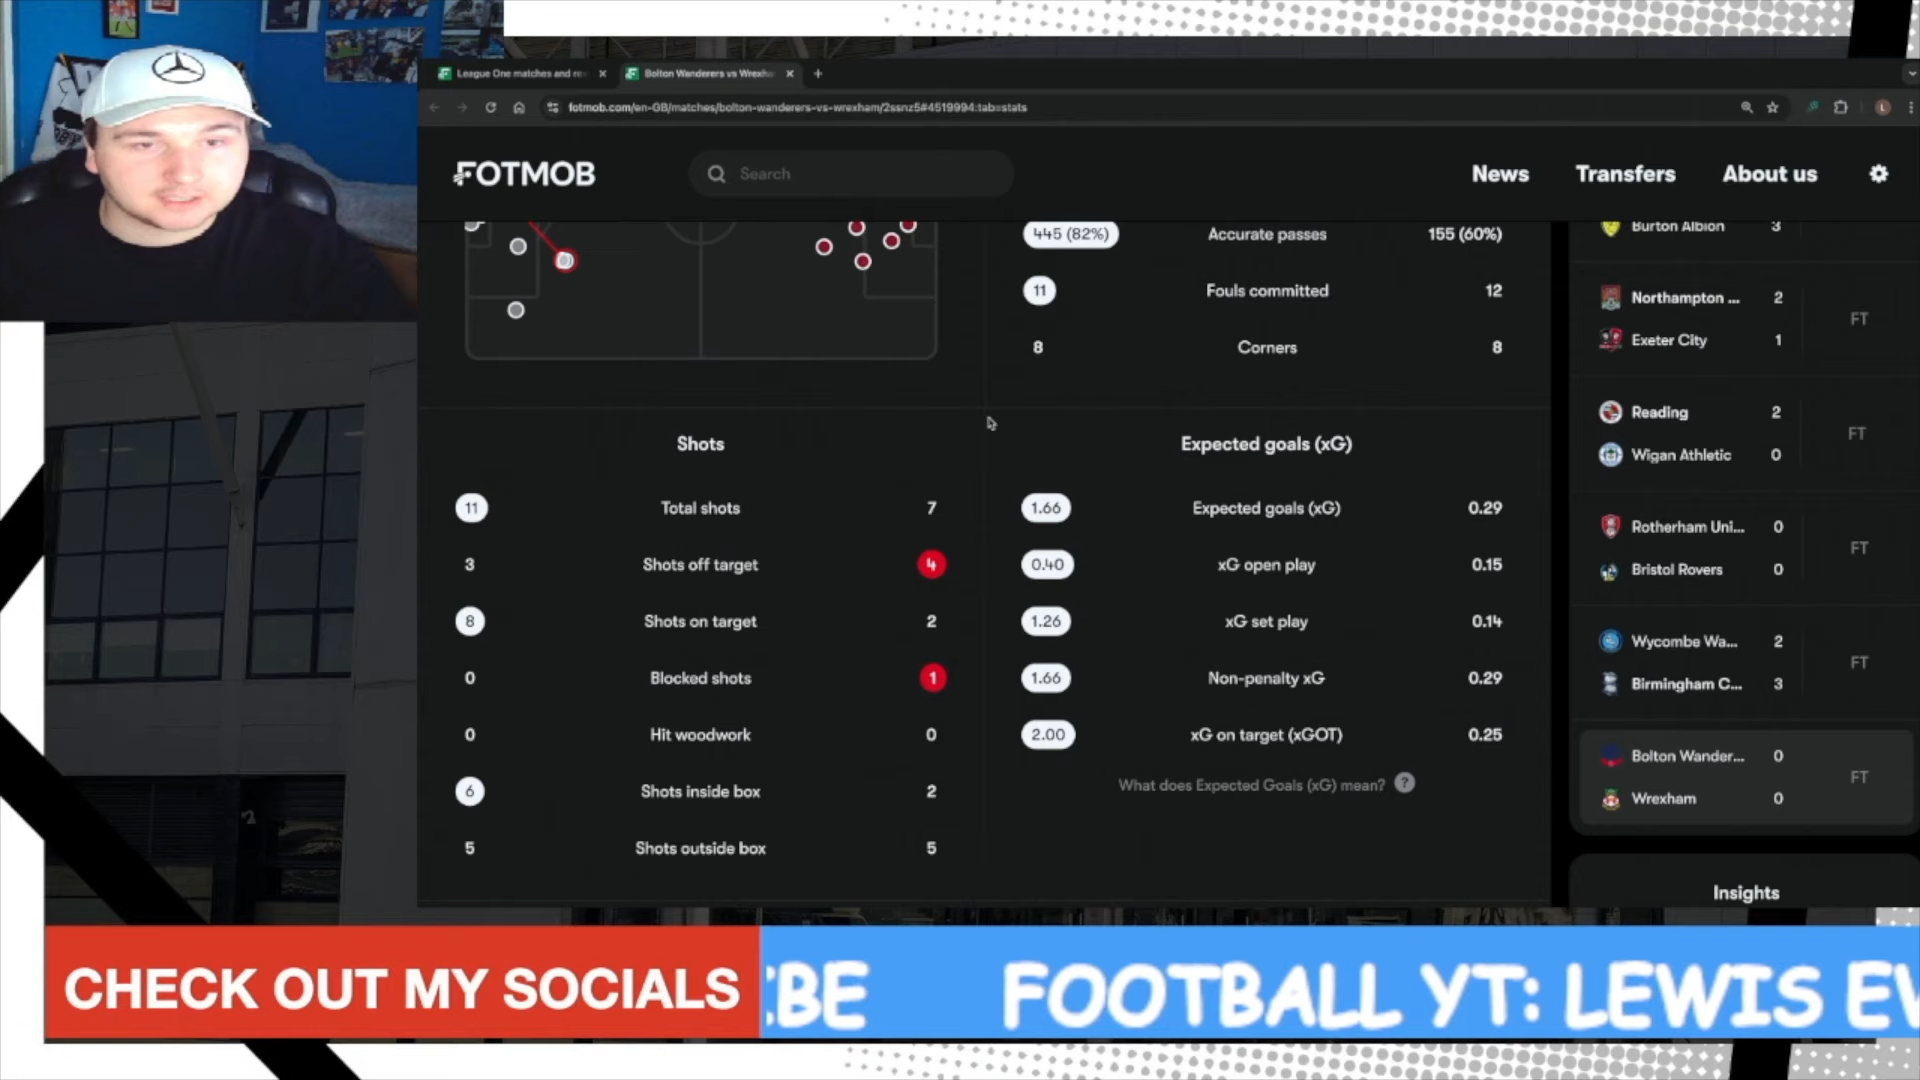 League One matches and re
Bolton Wanderers vs Wrexha
fotmob.com/en-GB/matches/bolton-wanderers-vs-wrexham/2ssnz5#4519994:tab=stats
L
FOTMOB
Search
News
Transfers
About us
445 (82%) Accurate passes 155 (60%)
11 Fouls committed 12
8 Corners 8
Shots
11 Total shots 7
3 Shots off target 4
8 Shots on target 2
0 Blocked shots 1
0 Hit woodwork 0
6 Shots inside box 2
5 Shots outside box 5
Expected goals (xG)
1.66 Expected goals (xG) 0.29
0.40 xG open play 0.15
1.26 xG set play 0.14
1.66 Non-penalty xG 0.29
2.00 xG on target (xGOT) 0.25
What does Expected Goals (xG) mean? ?
Burton Albion 3
Northampton ... 2
FT
Exeter City 1
Reading 2
FT
Wigan Athletic 0
Rotherham Uni... 0
FT
Bristol Rovers 0
Wycombe Wa... 2
FT
Birmingham C... 3
Bolton Wander... 0
FT
Wrexham 0
Insights
CHECK OUT MY SOCIALS
BE FOOTBALL YT: LEWIS EV